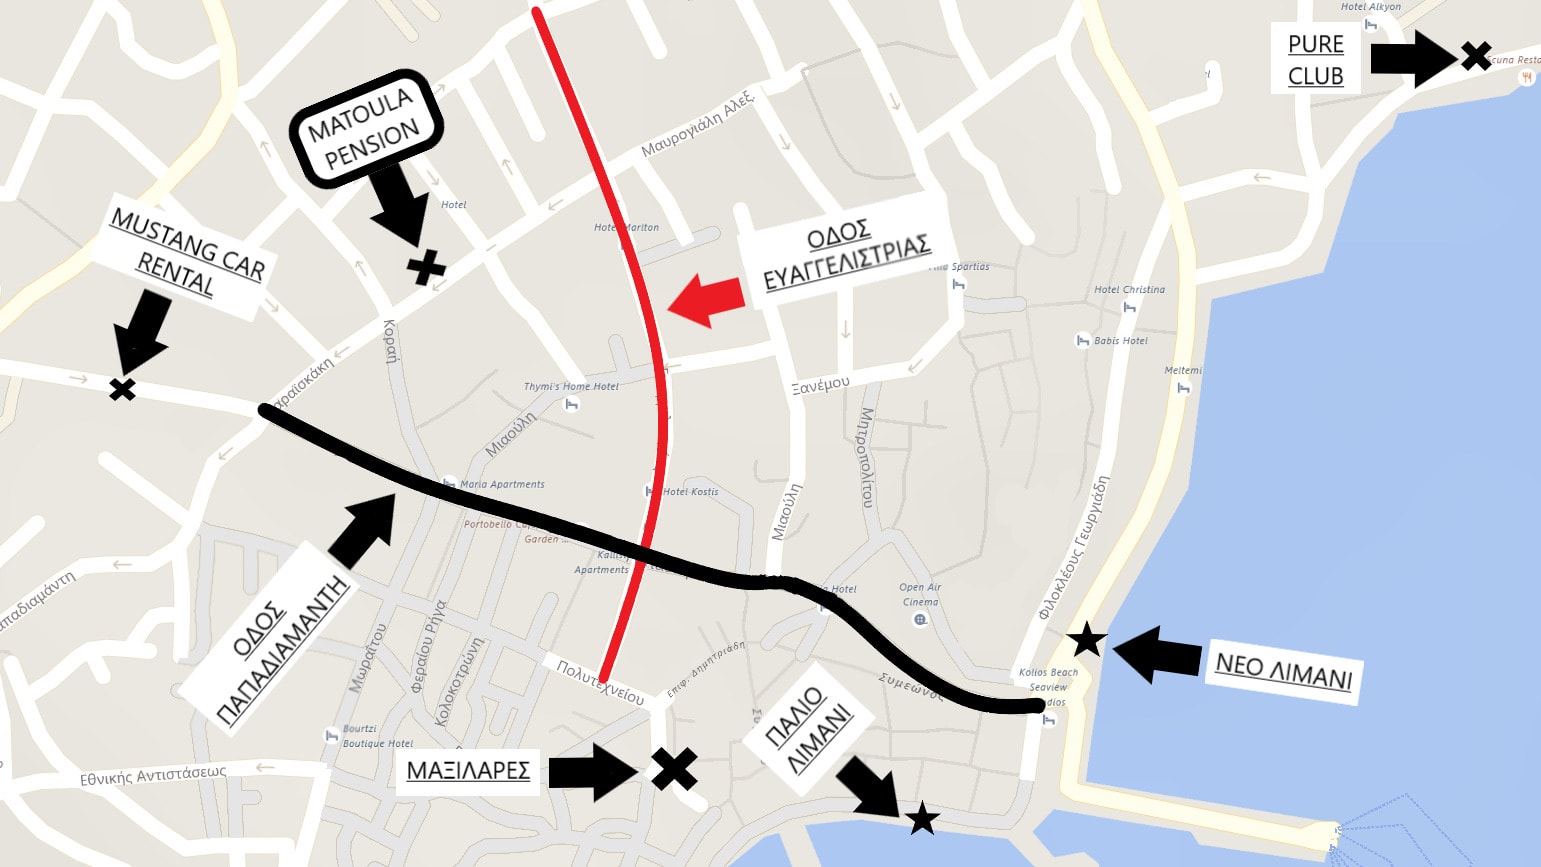 Hotel Alkyon
PURE
CLUB
Scuna Resta
MATOULA
PENSION
Μαυρογιάλη Αλεξ.
Hotel
Hotel Marlton
MUSTANG CAR
RENTAL
ΟΔΟΣ
ΕΥΑΓΓΕΛΙΣΤΡΙΑΣ
Villa Spartias
Hotel Christina
Babis Hotel
Meltemi
Κοραή
Καραϊσκάκη
Thymi's Home Hotel
Ξανέμου
Μιαούλη
Μητροπολίτου
Maria Apartments
Hotel Kostis
Portobello
Garden ...
Μιαούλη
Φιλοκλέους Γεωργιάδη
Apartments
Hotel
Open Air
Cinema
Παπαδιαμάντη
ΟΔΟΣ
ΠΑΠΑΔΙΑΜΑΝΤΗ
Μωραΐτου
Φεραίου Ρήγα
Κολοκοτρώνη
Πολυτεχνείου
Επιφ. Δημητριάδη
Συμεώνος
Kolios Beach
Seaview
Studios
ΝΕΟ ΛΙΜΑΝΙ
ΠΑΛΙΟ
ΛΙΜΑΝΙ
Bourtzi
Boutique Hotel
Εθνικής Αντιστάσεως
ΜΑΞΙΛΑΡΕΣ